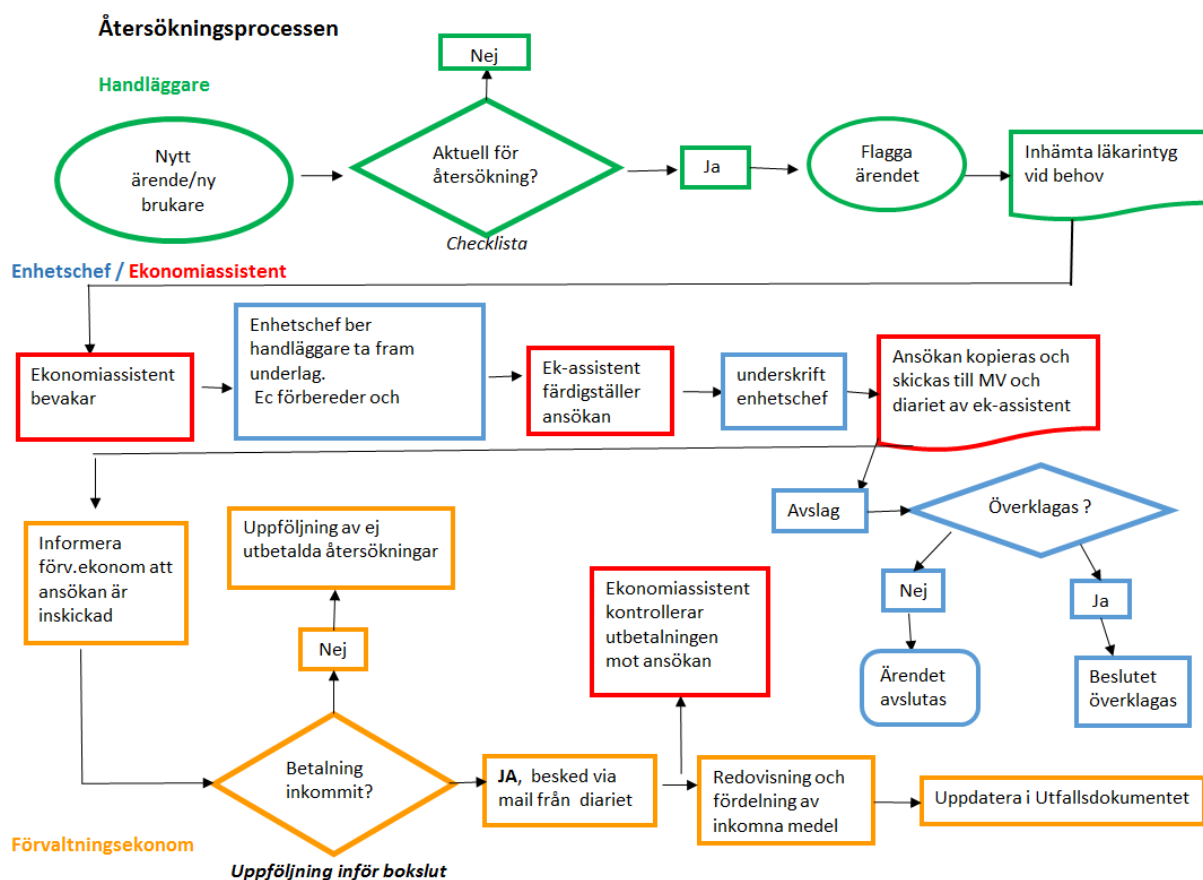 Återsökningsprocessen
Nej
Handläggare
Nytt
ärende/ny
brukare
Aktuell för
återsökning?
Checklista
Ja
Flagga
ärendet
Inhämta läkarintyg
vid behov
Enhetschef / Ekonomiassistent
Ekonomiassistent
bevakar
Enhetschef ber
handläggare ta fram
underlag.
Ec förbereder och
Ek-assistent
färdigställer
ansökan
underskrift
enhetschef
Ansökan kopieras och
skickas till MV och
diariet av ek-assistent
Avslag
Överklagas ?
Nej
Ja
Ärendet
avslutas
Beslutet
överklagas
Informera
förv.ekonom att
ansökan är
inskickad
Uppföljning av ej
utbetalda återsökningar
Nej
Betalning
inkommit?
JA, besked via
mail från diariet
Ekonomiassistent
kontrollerar
utbetalningen
mot ansökan
Redovisning och
fördelning av
inkomna medel
Uppdatera i Utfallsdokumentet
Förvaltningsekonom
Uppföljning inför bokslut